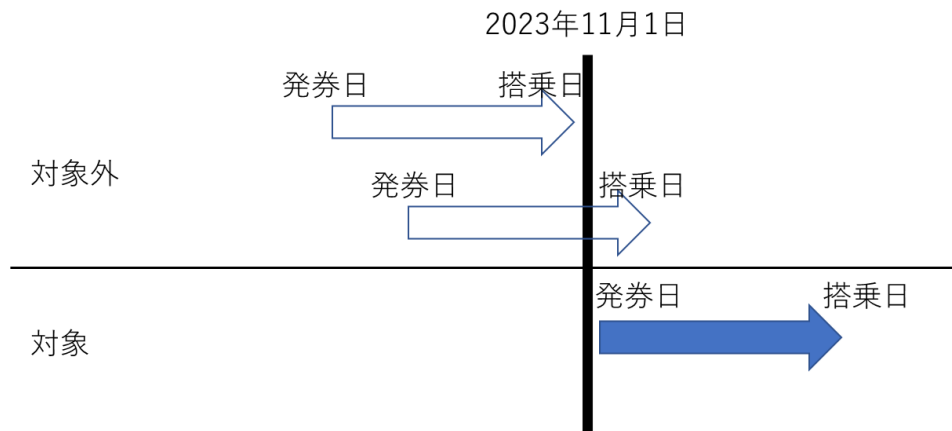 2023年11月1日
発券日 搭乗日
対象外
発券日 搭乗日
発券日 搭乗日
対象